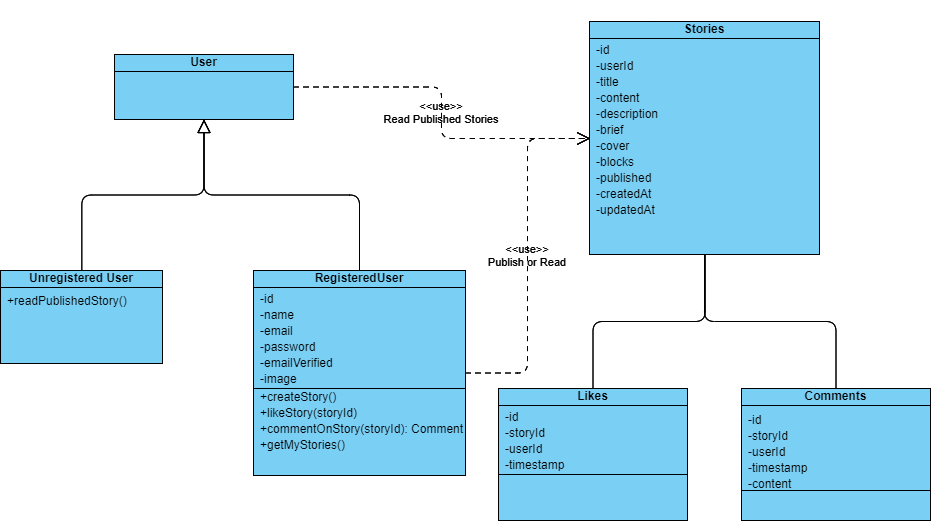 User
<<use>>
Read Published Stories
Stories
-id
-userId
-title
-content
-description
-brief
-cover
-blocks
-published
-createdAt
-updatedAt
<<use>>
Publish or Read
Unregistered User
+readPublishedStory()
RegisteredUser
-id
-name
-email
-password
-emailVerified
-image
+createStory()
+likeStory(storyId)
+commentOnStory(storyId): Comment
+getMyStories()
Likes
-id
-storyId
-userId
-timestamp
Comments
-id
-storyId
-userId
-timestamp
-content